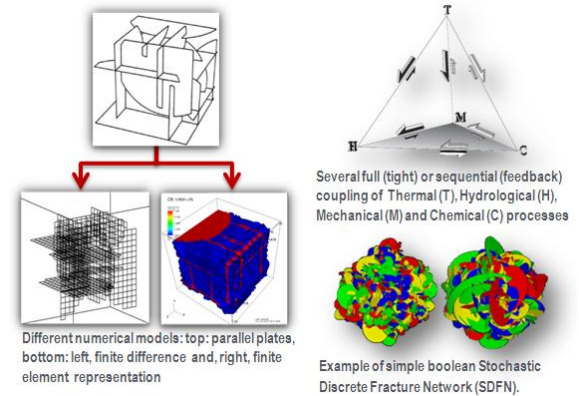 T
M
H
C
Several full (tight) or sequential (feedback)
coupling of Thermal (T), Hydrological (H),
Mechanical (M) and Chemical (C) processes
Different numerical models: top: parallel plates,
bottom: left, finite difference and, right, finite
element representation
Example of simple boolean Stochastic
Discrete Fracture Network (SDFN).